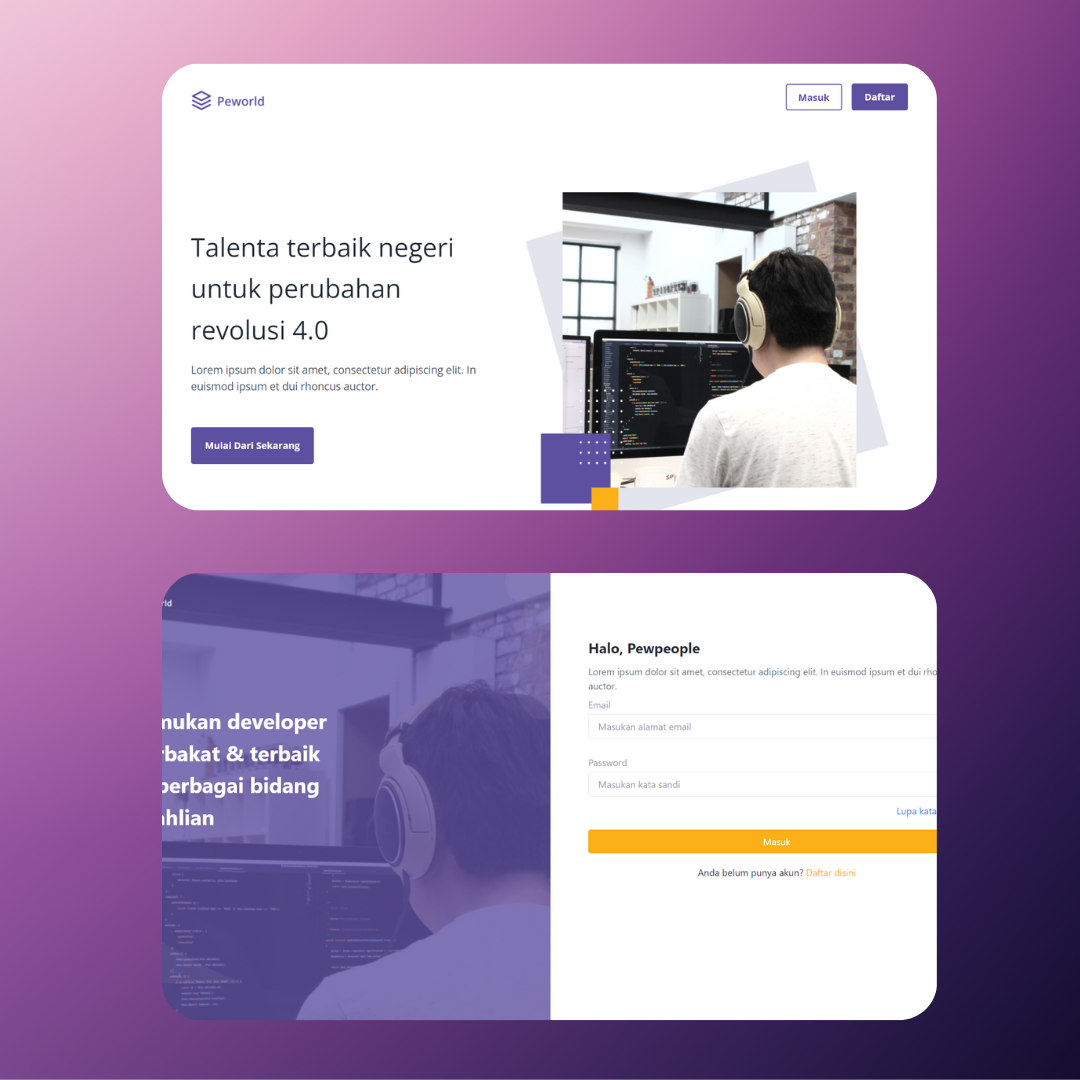 Peworld
Masuk
Daftar
Talenta terbaik negeri
untuk perubahan
revolusi 4.0
Lorem ipsum dolor sit amet, consectetur adipiscing elit. In
euismod ipsum et dui rhoncus auctor.
Mulai Dari Sekarang
rld
mukan developer
rbakat & terbaik
berbagai bidang
ahlian
Halo, Pewpeople
Lorem ipsum dolor sit amet, consectetur adipiscing elit. In euismod ipsum et dui rho
auctor.
Email
Masukan alamat email
Password
Masukan kata sandi
Lupa kata
Masuk
Anda belum punya akun? Daftar disini